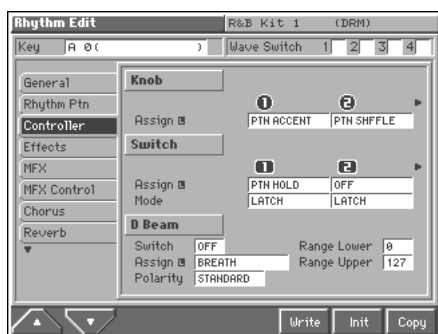 Rhythm Edit R&B Kit 1 (DRM)
Key A 0( ) Wave Switch 1 2 3 4
General
Rhythm Ptn
Controller
Effects
MFX
MFX Control
Chorus
Reverb
Knob
1 2
Assign PTN ACCENT PTN SHFFLE
Switch
1 2
Assign PTN HOLD OFF
Mode LATCH LATCH
D Beam
Switch OFF Range Lower 0
Assign BREATH Range Upper 127
Polarity STANDARD
Write Init Copy